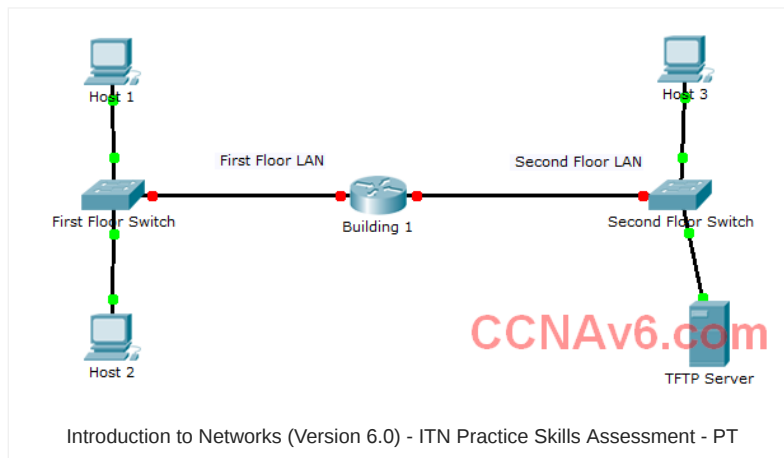 Host 1
Host 3
First Floor LAN
Second Floor LAN
First Floor Switch
Building 1
Second Floor Switch
CCNAv6.com
Host 2
TFTP Server
Introduction to Networks (Version 6.0) - ITN Practice Skills Assessment - PT